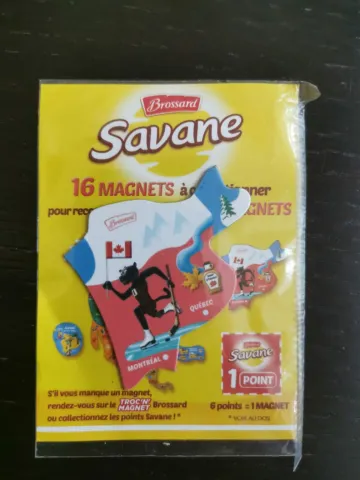 Brossard
Savane
16 MAGNETS à
pour
GNETS
Brossard
QUÉBEC
MONTRÉAL
Brossard
Savane
1 POINT
S'il vous manque un magnet,
rendez-vous sur le TROC'N' MAGNET Brossard
ou collectionnez les points Savane ! *
6 points = 1 MAGNET